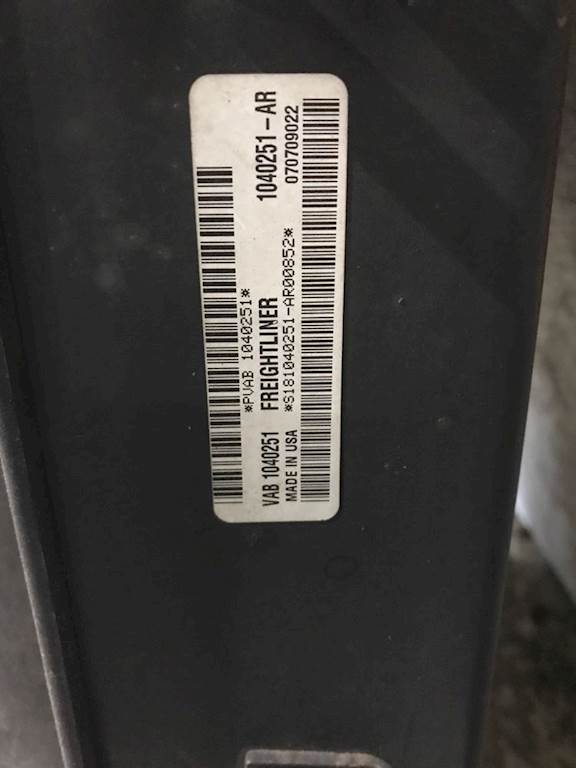 *PVAB 1040251*
VAB 1040251 FREIGHTLINER 1040251-AR
MADE IN USA *S181040251-AR00852* 070709022